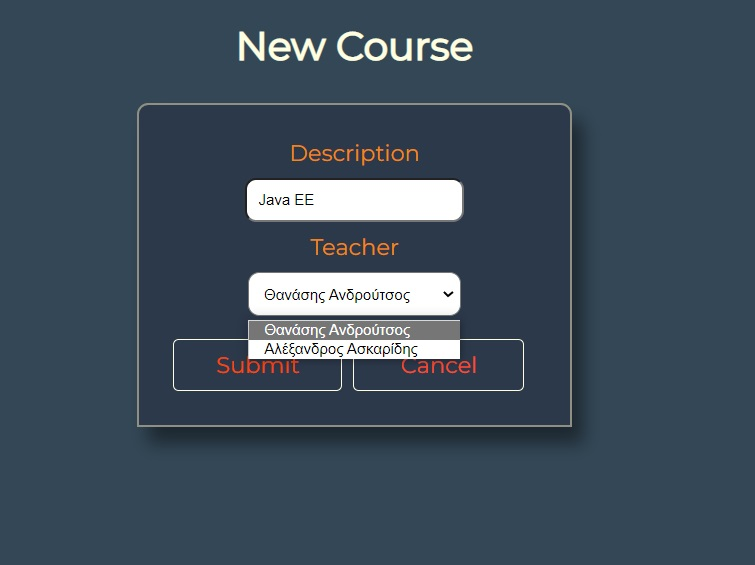 New Course
Description
Java EE
Teacher
Θανάσης Ανδρούτσος
Θανάσης Ανδρούτσος
Αλέξανδρος Ασκαρίδης
Submit
Cancel